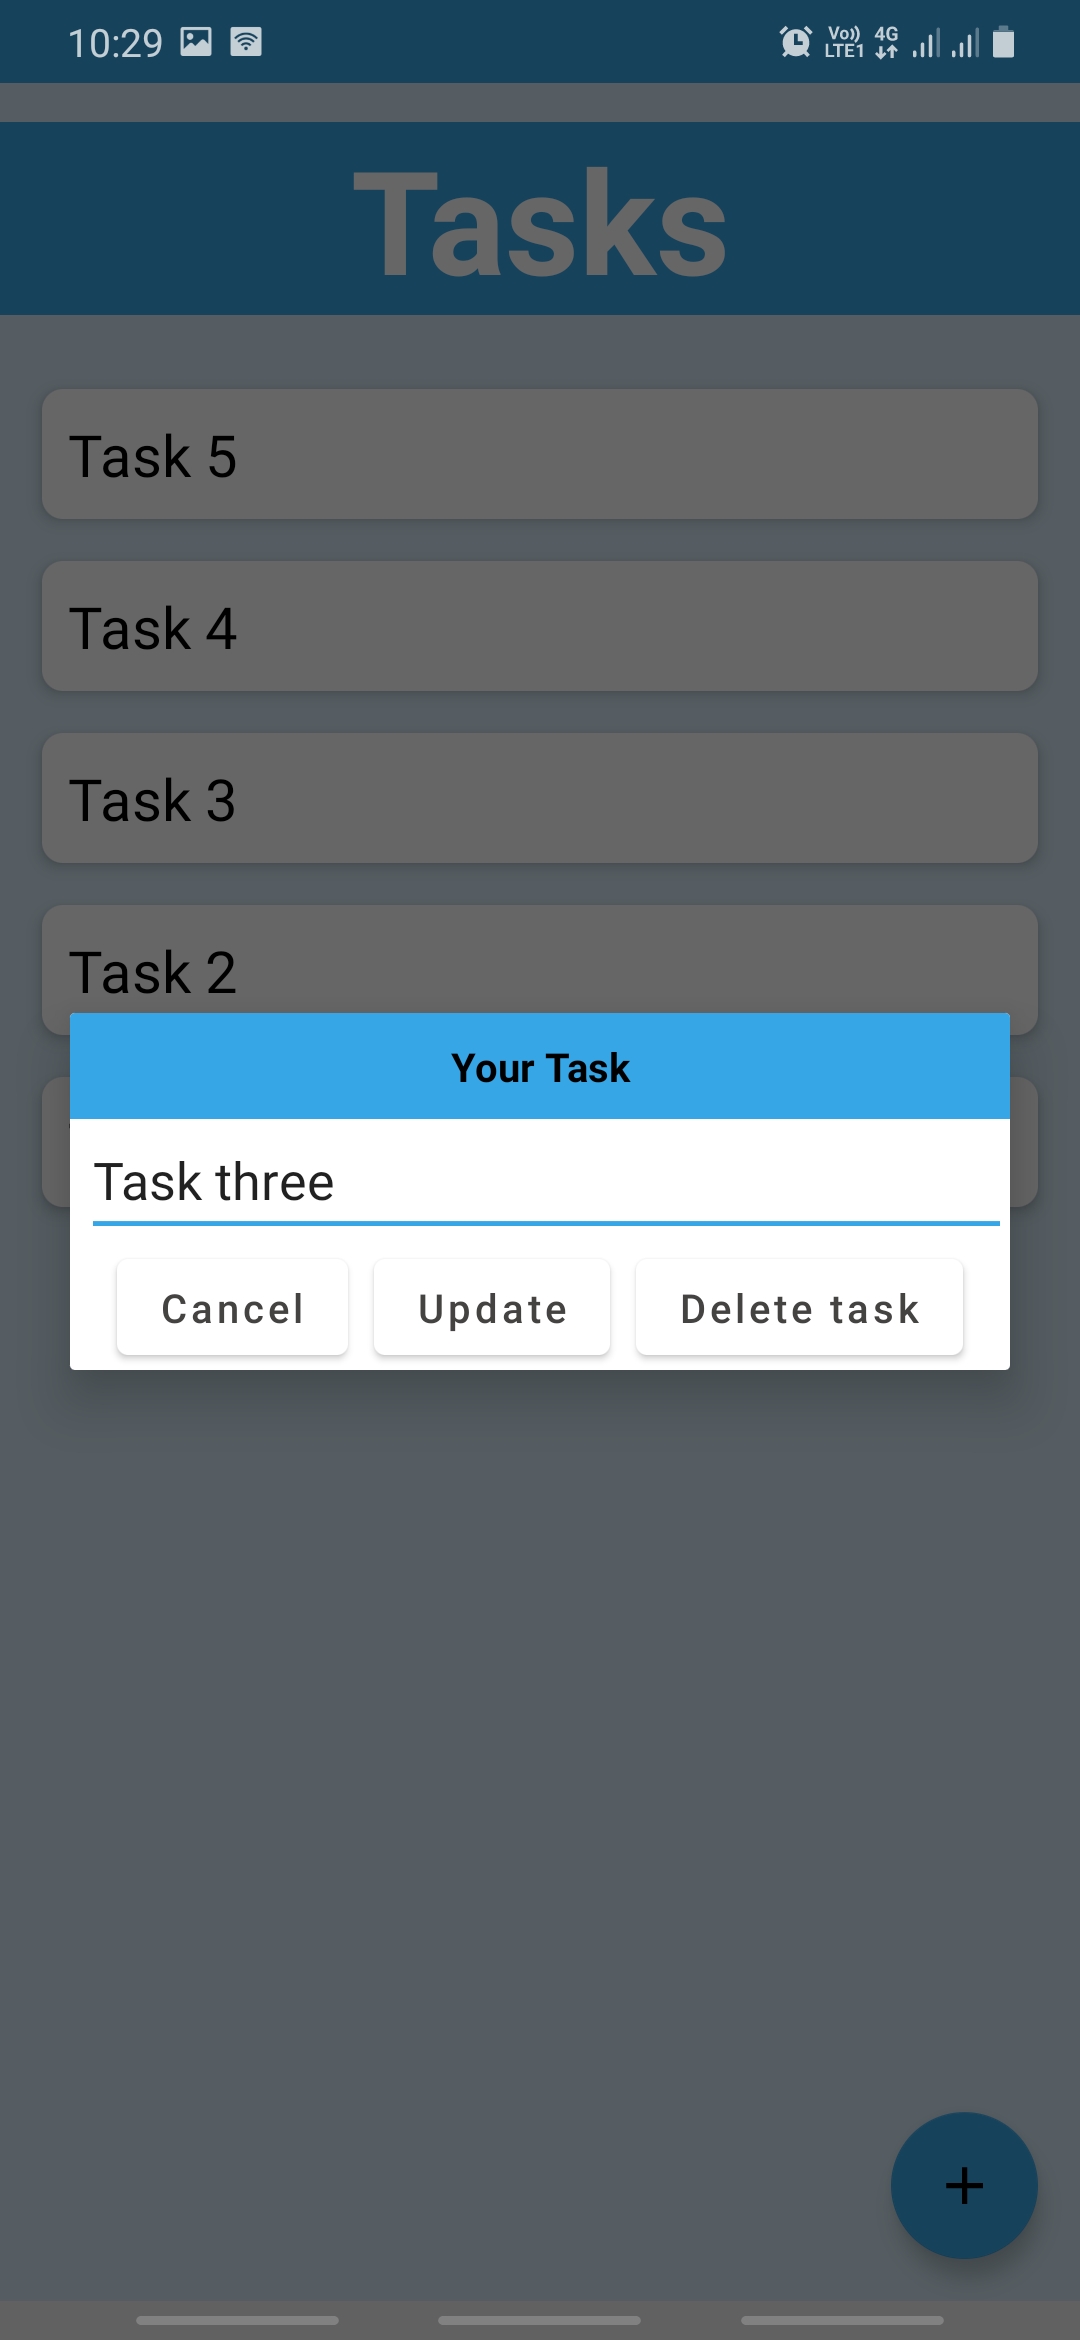 10:29 Vo)) LTE1 4G
Tasks
Task 5
Task 4
Task 3
Task 2
Your Task
Task three
Cancel Update Delete task
+